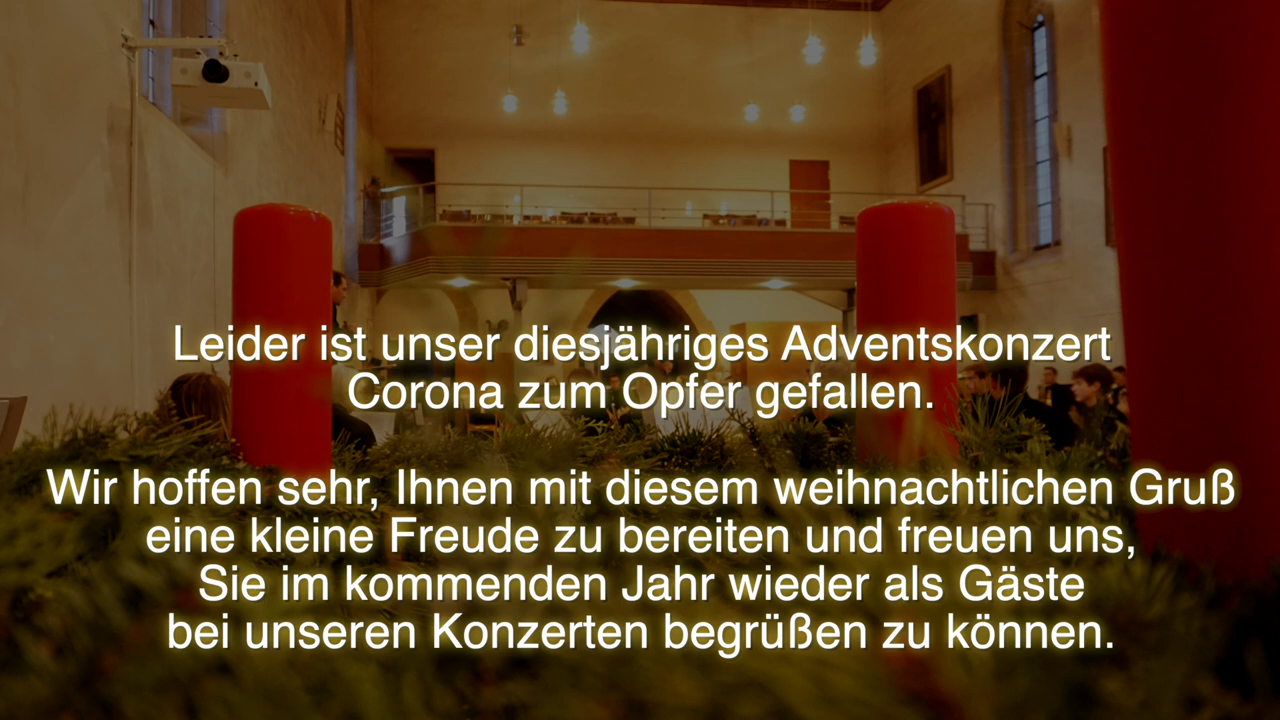 Leider ist unser diesjähriges Adventskonzert
Corona zum Opfer gefallen.
Wir hoffen sehr, Ihnen mit diesem weihnachtlichen Gruß
eine kleine Freude zu bereiten und freuen uns,
Sie im kommenden Jahr wieder als Gäste
bei unseren Konzerten begrüßen zu können.